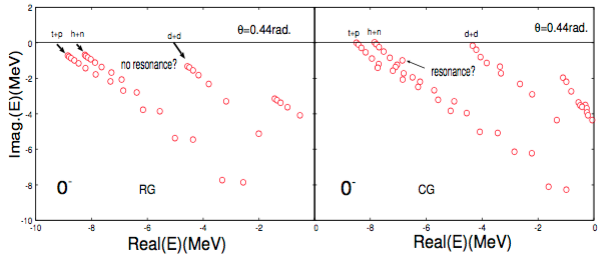 θ=0.44rad.
t+p h+n d+d
no resonance?
0-
RG
θ=0.44rad.
t+p h+n d+d
resonance?
0-
CG
Imag.(E)(MeV)
2
0
-2
-4
-6
-8
-10
-10 -8 -6 -4 -2 0
-8 -6 -4 -2 0
Real(E)(MeV)
Real(E)(MeV)